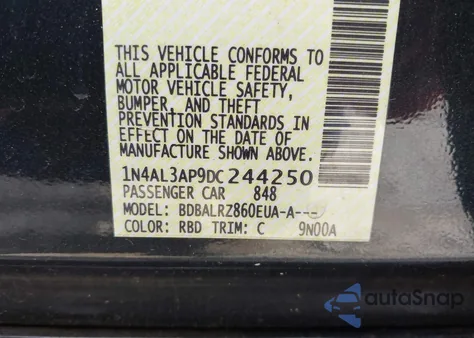 THIS VEHICLE CONFORMS TO
ALL APPLICABLE FEDERAL
MOTOR VEHICLE SAFETY,
BUMPER, AND THEFT
PREVENTION STANDARDS IN
EFFECT ON THE DATE OF
MANUFACTURE SHOWN ABOVE.
1N4AL3AP9DC244250
PASSENGER CAR 848
MODEL: BDBALRZ860EUA-A---
COLOR: RBD TRIM: C 9N00A
autoSnap